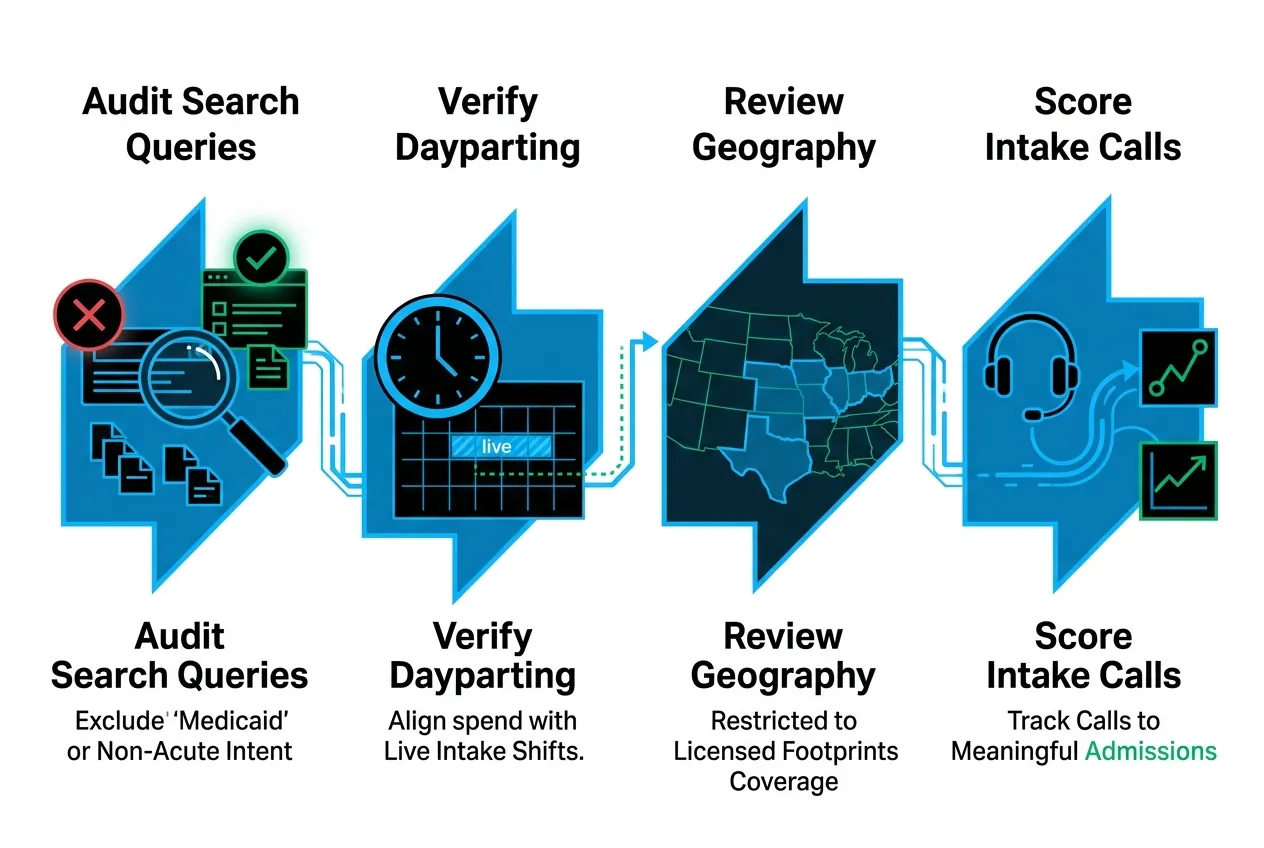 Audit Search
Queries
Verify
Dayparting
Review
Geography
Score
Intake Calls
live
Audit
Search Queries
Exclude' 'Medicaid'
or Non-Acute Intent
Verify
Dayparting
Align spend with
Live Intake Shifts.
Review
Geography
Restricted to
Licensed Footprints
Coverage
Score
Intake Calls
Track Calls to
Meaningful Admissions